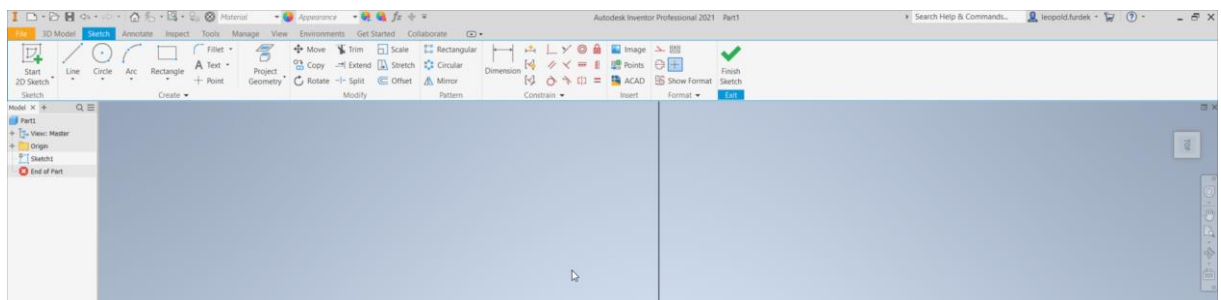 Material Appearance fx Autodesk Inventor Professional 2021 Part1 Search Help & Commands... leopold.furdek
File 3D Model Sketch Annotate Inspect Tools Manage View Environments Get Started Collaborate
Fillet Move Trim Scale Rectangular Image
Start Line Circle Arc Rectangle A Text Project Copy Extend Stretch Circular Dimension Points Finish
2D Sketch Point Geometry Rotate Split Offset Mirror ACAD Show Format Sketch
Sketch Create Modify Pattern Constrain Insert Format Exit
Model
Part1
View: Master
Origin
Sketch1
End of Part
TOP